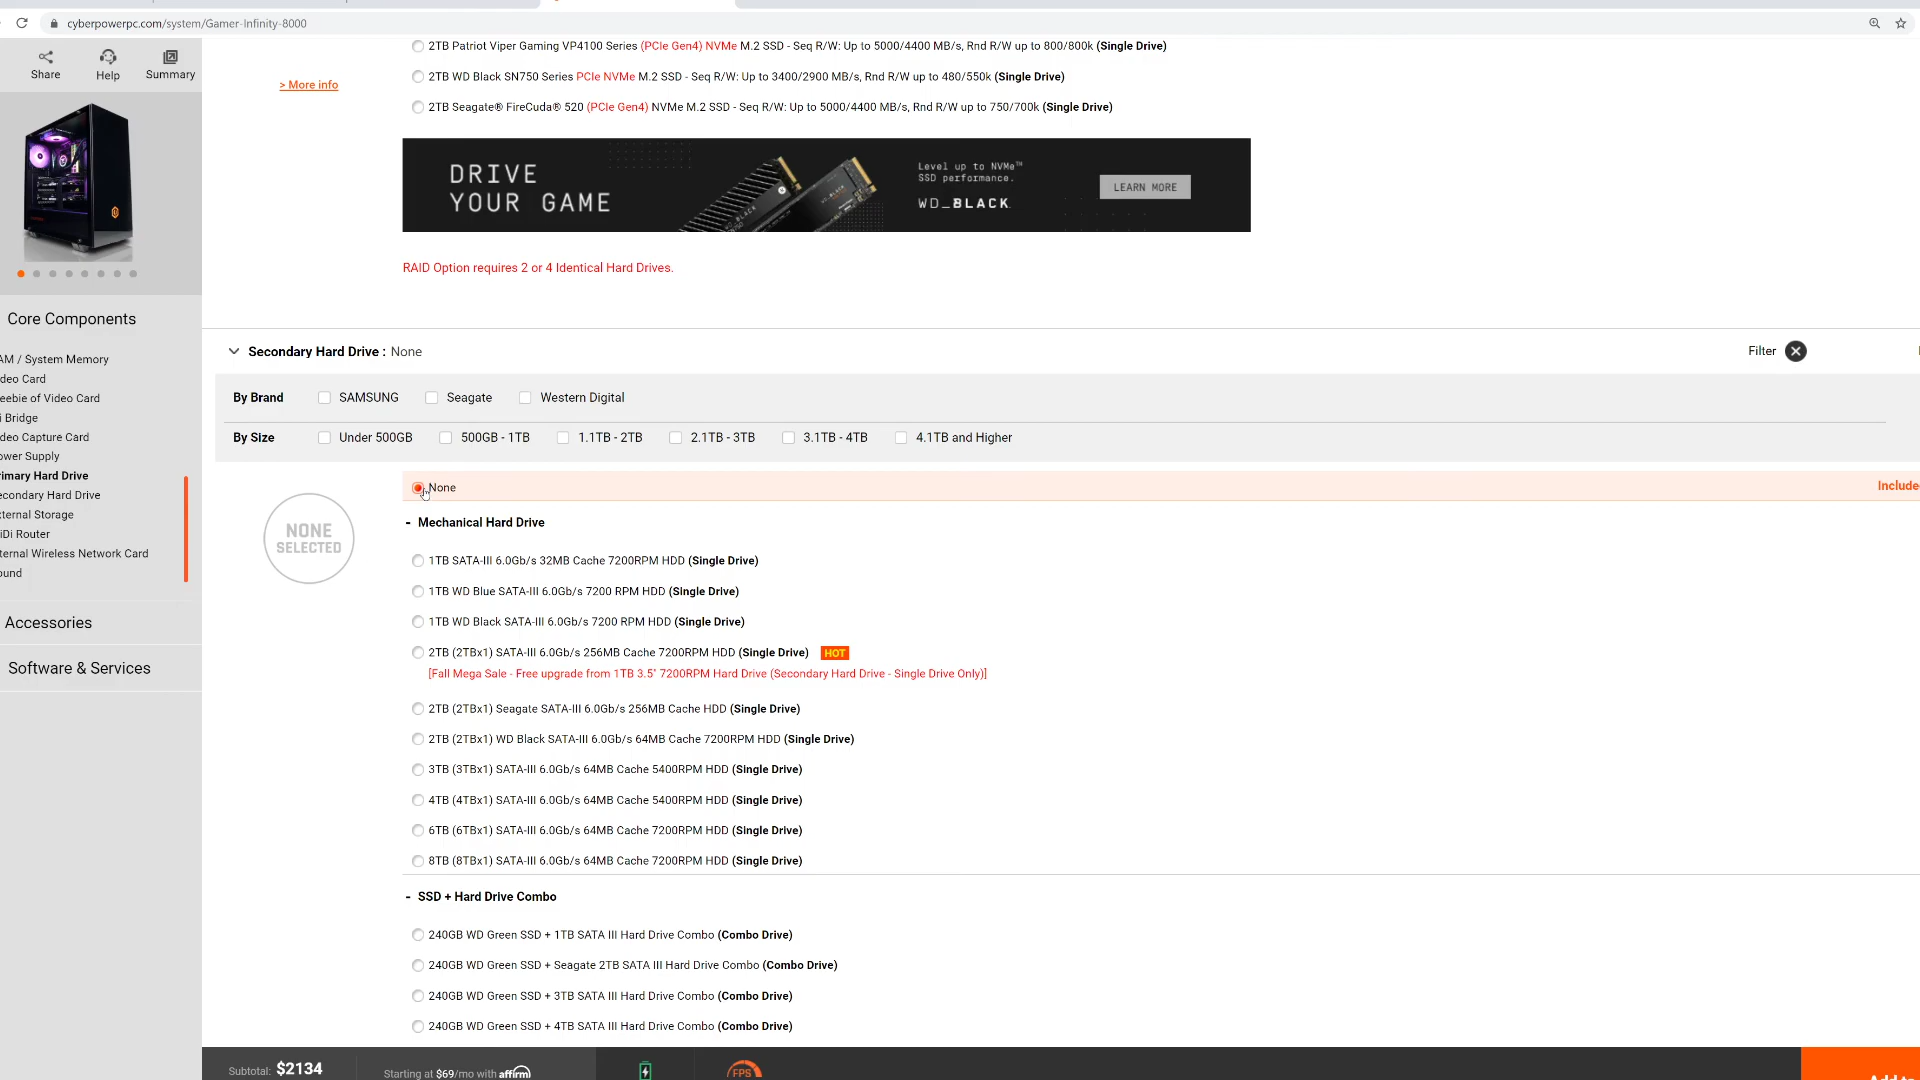 cyberpowerpc.com/system/Gamer-Infinity-8000
Share
Help
Summary
2TB Patriot Viper Gaming VP4100 Series (PCIe Gen4) NVMe M.2 SSD - Seq R/W: Up to 5000/4400 MB/s, Rnd R/W up to 800/800k (Single Drive)
> More info
2TB WD Black SN750 Series PCIe NVMe M.2 SSD - Seq R/W: Up to 3400/2900 MB/s, Rnd R/W up to 480/550k (Single Drive)
2TB Seagate® FireCuda® 520 (PCIe Gen4) NVMe M.2 SSD - Seq R/W: Up to 5000/4400 MB/s, Rnd R/W up to 750/700k (Single Drive)
DRIVE
YOUR GAME
Level up to NVMe™
SSD performance.
WD_BLACK
LEARN MORE
RAID Option requires 2 or 4 Identical Hard Drives.
Core Components
AM / System Memory
deo Card
eebie of Video Card
i Bridge
deo Capture Card
ower Supply
rimary Hard Drive
econdary Hard Drive
ternal Storage
iDi Router
ternal Wireless Network Card
ound
Accessories
Software & Services
Secondary Hard Drive : None
Filter
By Brand SAMSUNG Seagate Western Digital
By Size Under 500GB 500GB - 1TB 1.1TB - 2TB 2.1TB - 3TB 3.1TB - 4TB 4.1TB and Higher
NONE
SELECTED
None
Include
- Mechanical Hard Drive
1TB SATA-III 6.0Gb/s 32MB Cache 7200RPM HDD (Single Drive)
1TB WD Blue SATA-III 6.0Gb/s 7200 RPM HDD (Single Drive)
1TB WD Black SATA-III 6.0Gb/s 7200 RPM HDD (Single Drive)
2TB (2TBx1) SATA-III 6.0Gb/s 256MB Cache 7200RPM HDD (Single Drive) HOT
[Fall Mega Sale - Free upgrade from 1TB 3.5" 7200RPM Hard Drive (Secondary Hard Drive - Single Drive Only)]
2TB (2TBx1) Seagate SATA-III 6.0Gb/s 256MB Cache HDD (Single Drive)
2TB (2TBx1) WD Black SATA-III 6.0Gb/s 64MB Cache 7200RPM HDD (Single Drive)
3TB (3TBx1) SATA-III 6.0Gb/s 64MB Cache 5400RPM HDD (Single Drive)
4TB (4TBx1) SATA-III 6.0Gb/s 64MB Cache 5400RPM HDD (Single Drive)
6TB (6TBx1) SATA-III 6.0Gb/s 64MB Cache 7200RPM HDD (Single Drive)
8TB (8TBx1) SATA-III 6.0Gb/s 64MB Cache 7200RPM HDD (Single Drive)
- SSD + Hard Drive Combo
240GB WD Green SSD + 1TB SATA III Hard Drive Combo (Combo Drive)
240GB WD Green SSD + Seagate 2TB SATA III Hard Drive Combo (Combo Drive)
240GB WD Green SSD + 3TB SATA III Hard Drive Combo (Combo Drive)
240GB WD Green SSD + 4TB SATA III Hard Drive Combo (Combo Drive)
Subtotal: $2134
Starting at $69/mo with affirm
FPS